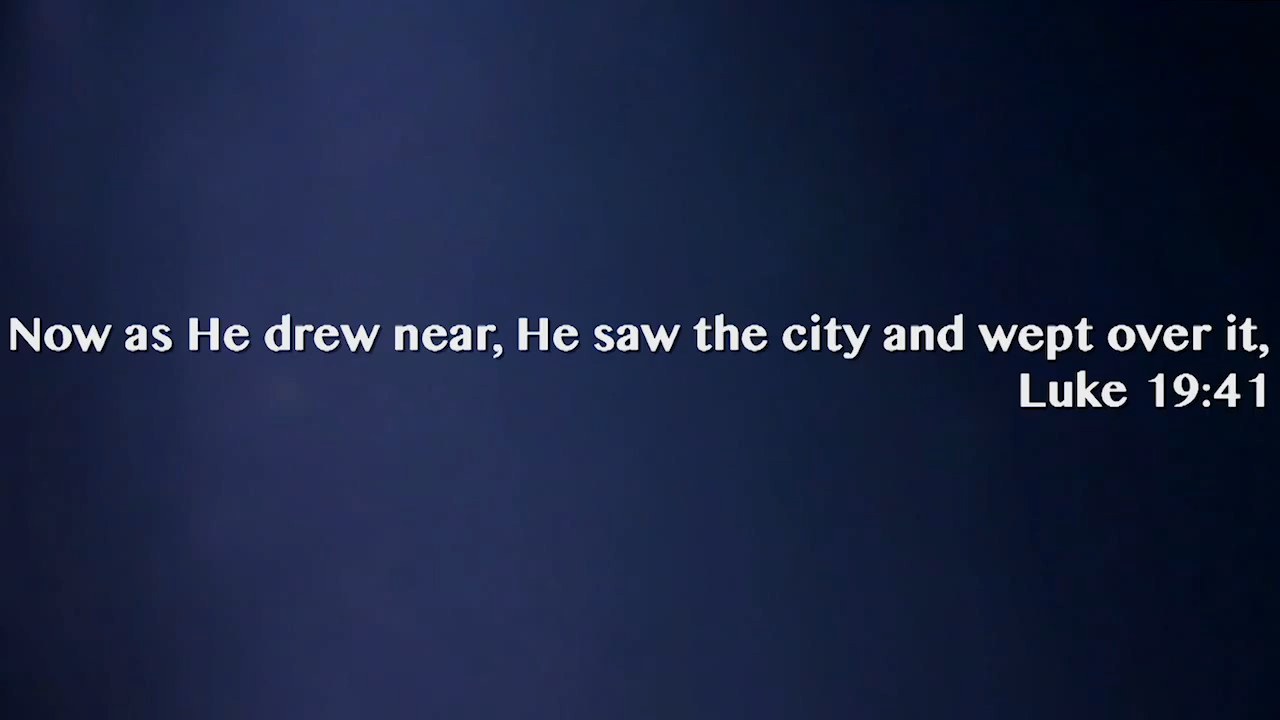 Now as He drew near, He saw the city and wept over it,
Luke 19:41